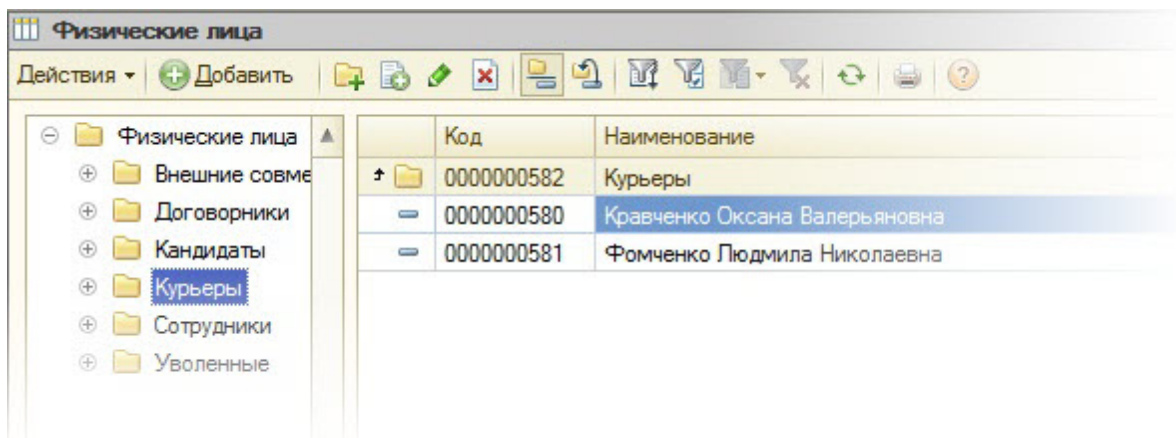 Физические лица
Действия Добавить ?
Физические лица
Внешние совме
Договорники
Кандидаты
Курьеры
Сотрудники
Уволенные
Код Наименование
0000000582 Курьеры
0000000580 Кравченко Оксана Валерьяновна
0000000581 Фомченко Людмила Николаевна